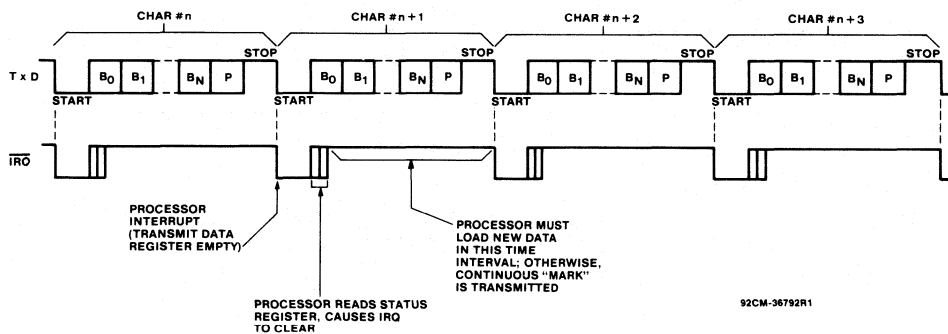 CHAR #n
CHAR #n + 1
CHAR #n + 2
CHAR #n + 3
STOP
STOP
STOP
STOP
T x D
B0 B1 BN P
B0 B1 BN P
B0 B1 BN P
B0 B1 BN P
START
START
START
START
IRQ
PROCESSOR
INTERRUPT
(TRANSMIT DATA
REGISTER EMPTY)
PROCESSOR READS STATUS
REGISTER, CAUSES IRQ
TO CLEAR
PROCESSOR MUST
LOAD NEW DATA
IN THIS TIME
INTERVAL; OTHERWISE,
CONTINUOUS "MARK"
IS TRANSMITTED
92CM-36792R1